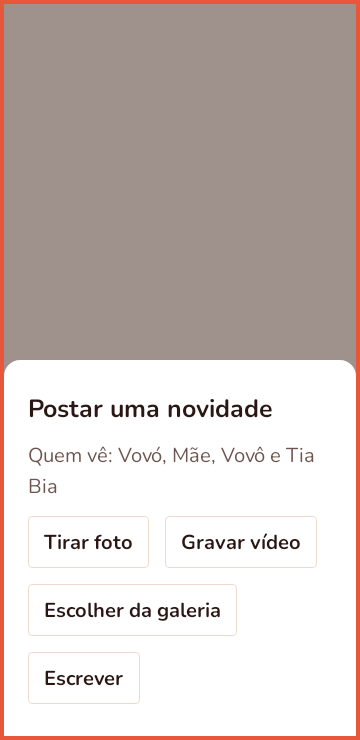 Postar uma novidade
Quem vê: Vovó, Mãe, Vovô e Tia
Bia
Tirar foto
Gravar vídeo
Escolher da galeria
Escrever